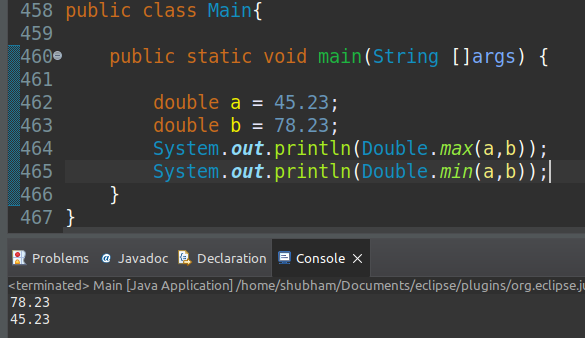 458 public class Main{
459
460 public static void main(String []args) {
461
462 double a = 45.23;
463 double b = 78.23;
464 System.out.println(Double.max(a,b));
465 System.out.println(Double.min(a,b));
466 }
467 }
Problems @ Javadoc Declaration Console
<terminated> Main [Java Application] /home/shubham/Documents/eclipse/plugins/org.eclipse.ju
78.23
45.23